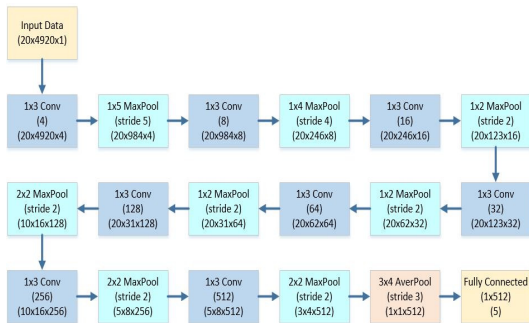 Input Data
(20x4920x1)
1x3 Conv
(4)
(20x4920x4)
1x5 MaxPool
(stride 5)
(20x984x4)
1x3 Conv
(8)
(20x984x8)
1x4 MaxPool
(stride 4)
(20x246x8)
1x3 Conv
(16)
(20x246x16)
1x2 MaxPool
(stride 2)
(20x123x16)
2x2 MaxPool
(stride 2)
(10x16x128)
1x3 Conv
(128)
(20x31x128)
1x2 MaxPool
(stride 2)
(20x31x64)
1x3 Conv
(64)
(20x62x64)
1x2 MaxPool
(stride 2)
(20x62x32)
1x3 Conv
(32)
(20x123x32)
1x3 Conv
(256)
(10x16x256)
2x2 MaxPool
(stride 2)
(5x8x256)
1x3 Conv
(512)
(5x8x512)
2x2 MaxPool
(stride 2)
(3x4x512)
3x4 AverPool
(stride 3)
(1x1x512)
Fully Connected
(1x512)
(5)